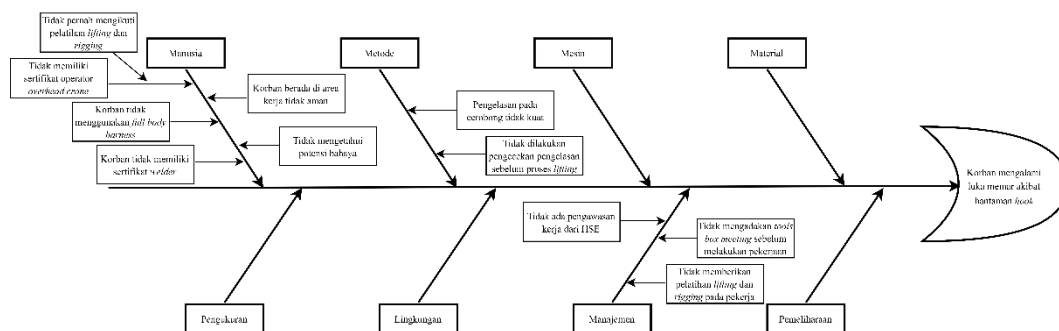 Tidak pernah mengikuti
pelatihan lifting dan
rigging
Manusia
Metode
Mesin
Material
Tidak memiliki
sertifikat operator
overhead crane
Korban berada di area
kerja tidak aman
Korban tidak
menggunakan full body
harness
Tidak mengetahui
potensi bahaya
Korban tidak memiliki
sertifikat welder
Pengelasan pada
cembung tidak kuat
Tidak dilakukan
pengecekan pengelasan
sebelum proses lifting
Korban mengalami
luka memar akibat
hantaman hook
Tidak ada pengawasan
kerja dari HSE
Tidak mengadakan
box meeting sebelum
melakukan pekerjaan
Tidak memberikan
pelatihan lifting dan
rigging pada pekerja
Pengukuran
Lingkungan
Manajemen
Pemeliharaan